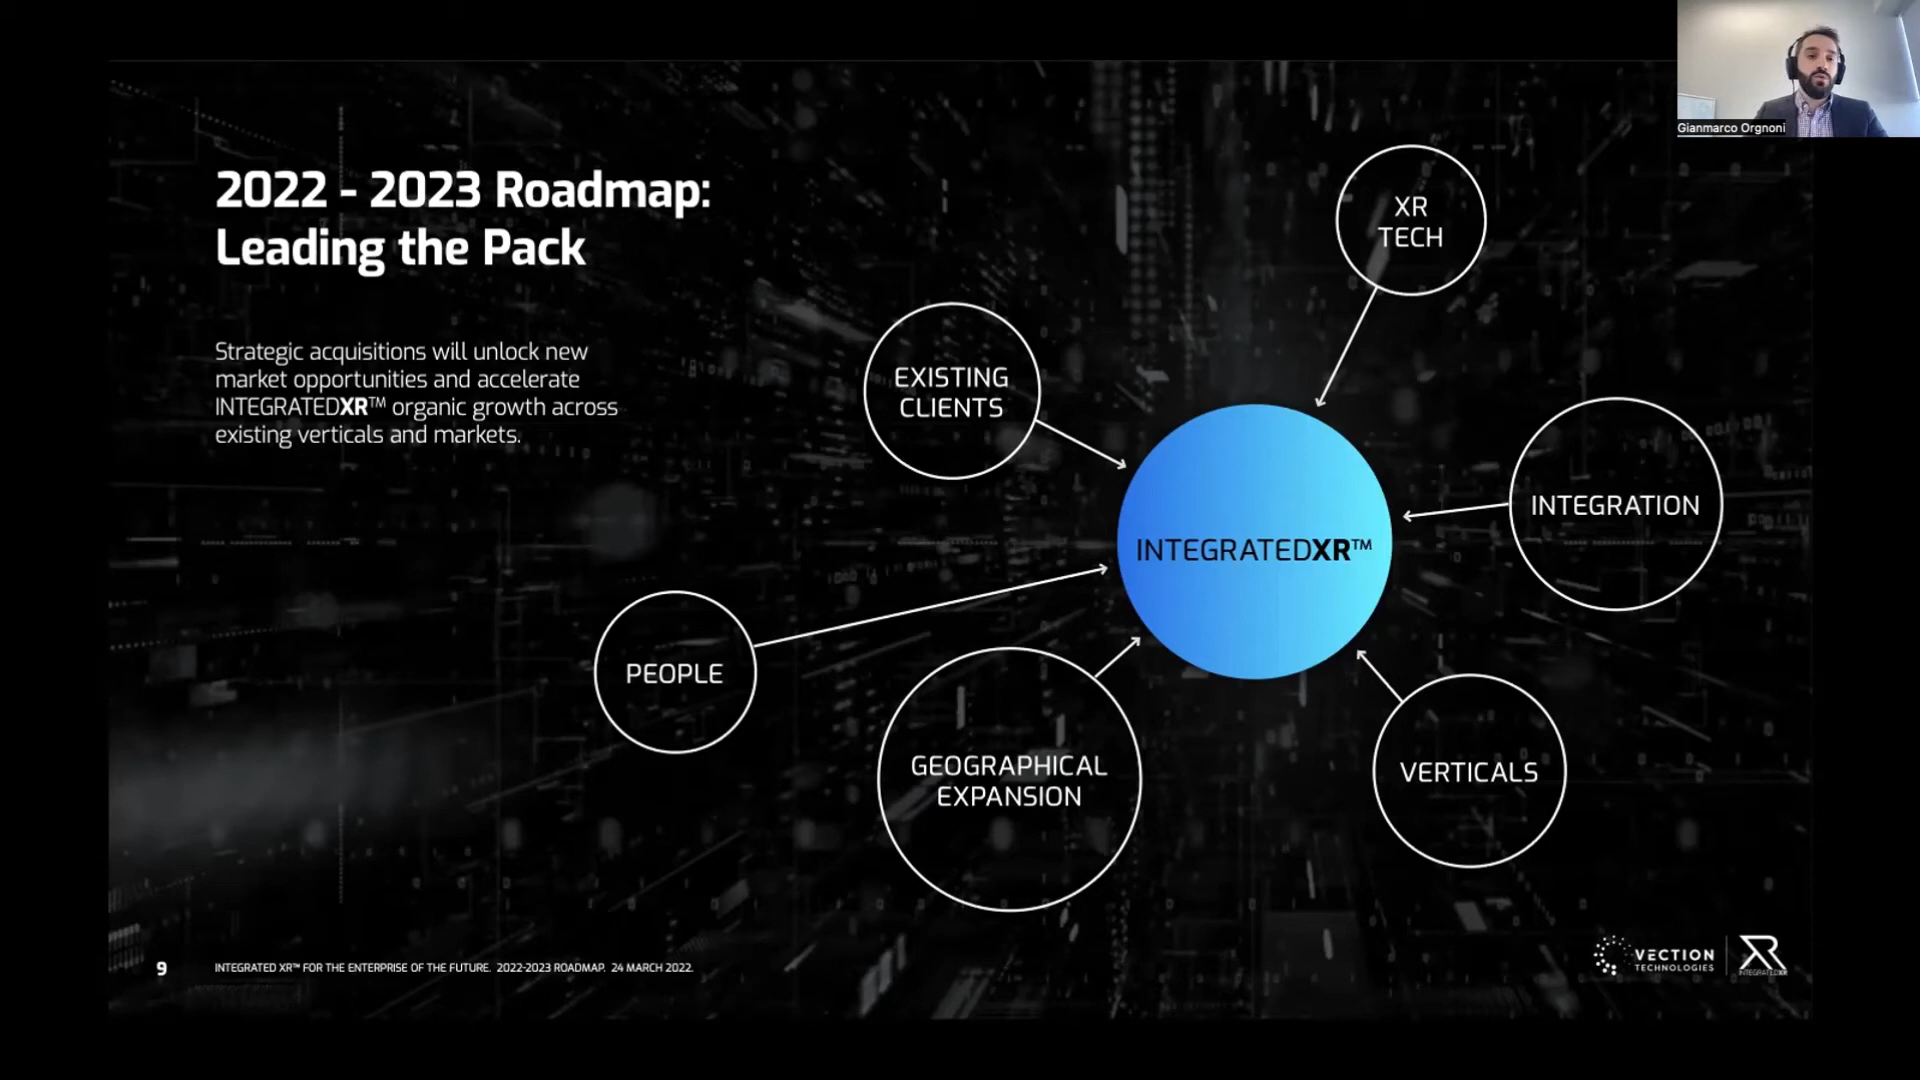 Gianmarco Orgnoni
2022 - 2023 Roadmap:
Leading the Pack
Strategic acquisitions will unlock new
market opportunities and accelerate
INTEGRATEDXR™ organic growth across
existing verticals and markets.
XR
TECH
EXISTING
CLIENTS
INTEGRATION
INTEGRATEDXR™
PEOPLE
GEOGRAPHICAL
EXPANSION
VERTICALS
9
INTEGRATED XR™ FOR THE ENTERPRISE OF THE FUTURE. 2022-2023 ROADMAP. 24 MARCH 2022.
VECTION
TECHNOLOGIES
XR
INTEGRATEDXR